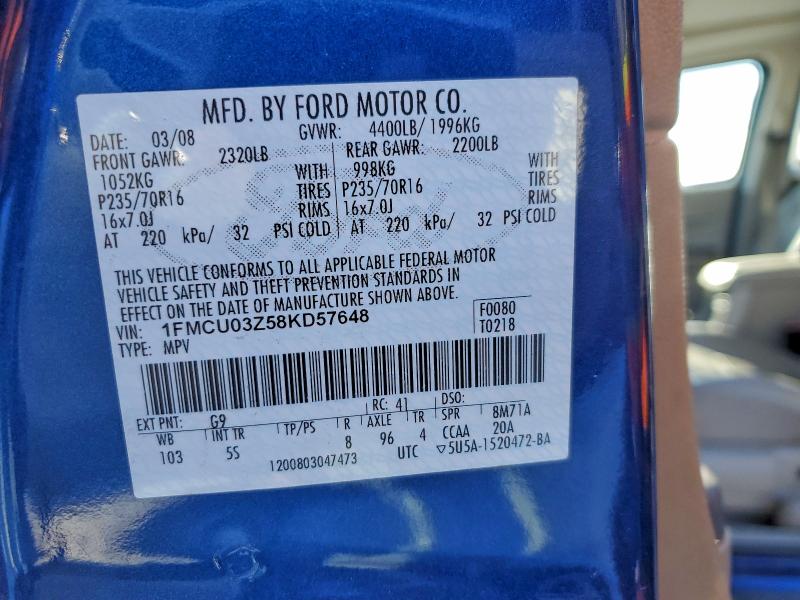 MFD. BY FORD MOTOR CO.
DATE: 03/08 GVWR: 4400LB/ 1996KG
FRONT GAWR: 2320LB REAR GAWR: 2200LB
1052KG WITH 998KG WITH
P235/70R16 TIRES P235/70R16 TIRES
16x7.0J RIMS 16x7.0J RIMS
AT 220 kPa/ 32 PSI COLD AT 220 kPa/ 32 PSI COLD
THIS VEHICLE CONFORMS TO ALL APPLICABLE FEDERAL MOTOR
VEHICLE SAFETY AND THEFT PREVENTION STANDARDS IN
EFFECT ON THE DATE OF MANUFACTURE SHOWN ABOVE.
VIN: 1FMCU03Z58KD57648 F0080
TYPE: MPV T0218
EXT PNT: G9 RC: 41 DSO:
WB INT TR TP/PS R AXLE TR SPR 8M71A
103 5S 8 96 4 CCAA 20A
1200803047473 UTC ▽5U5A-1520472-BA
Ford